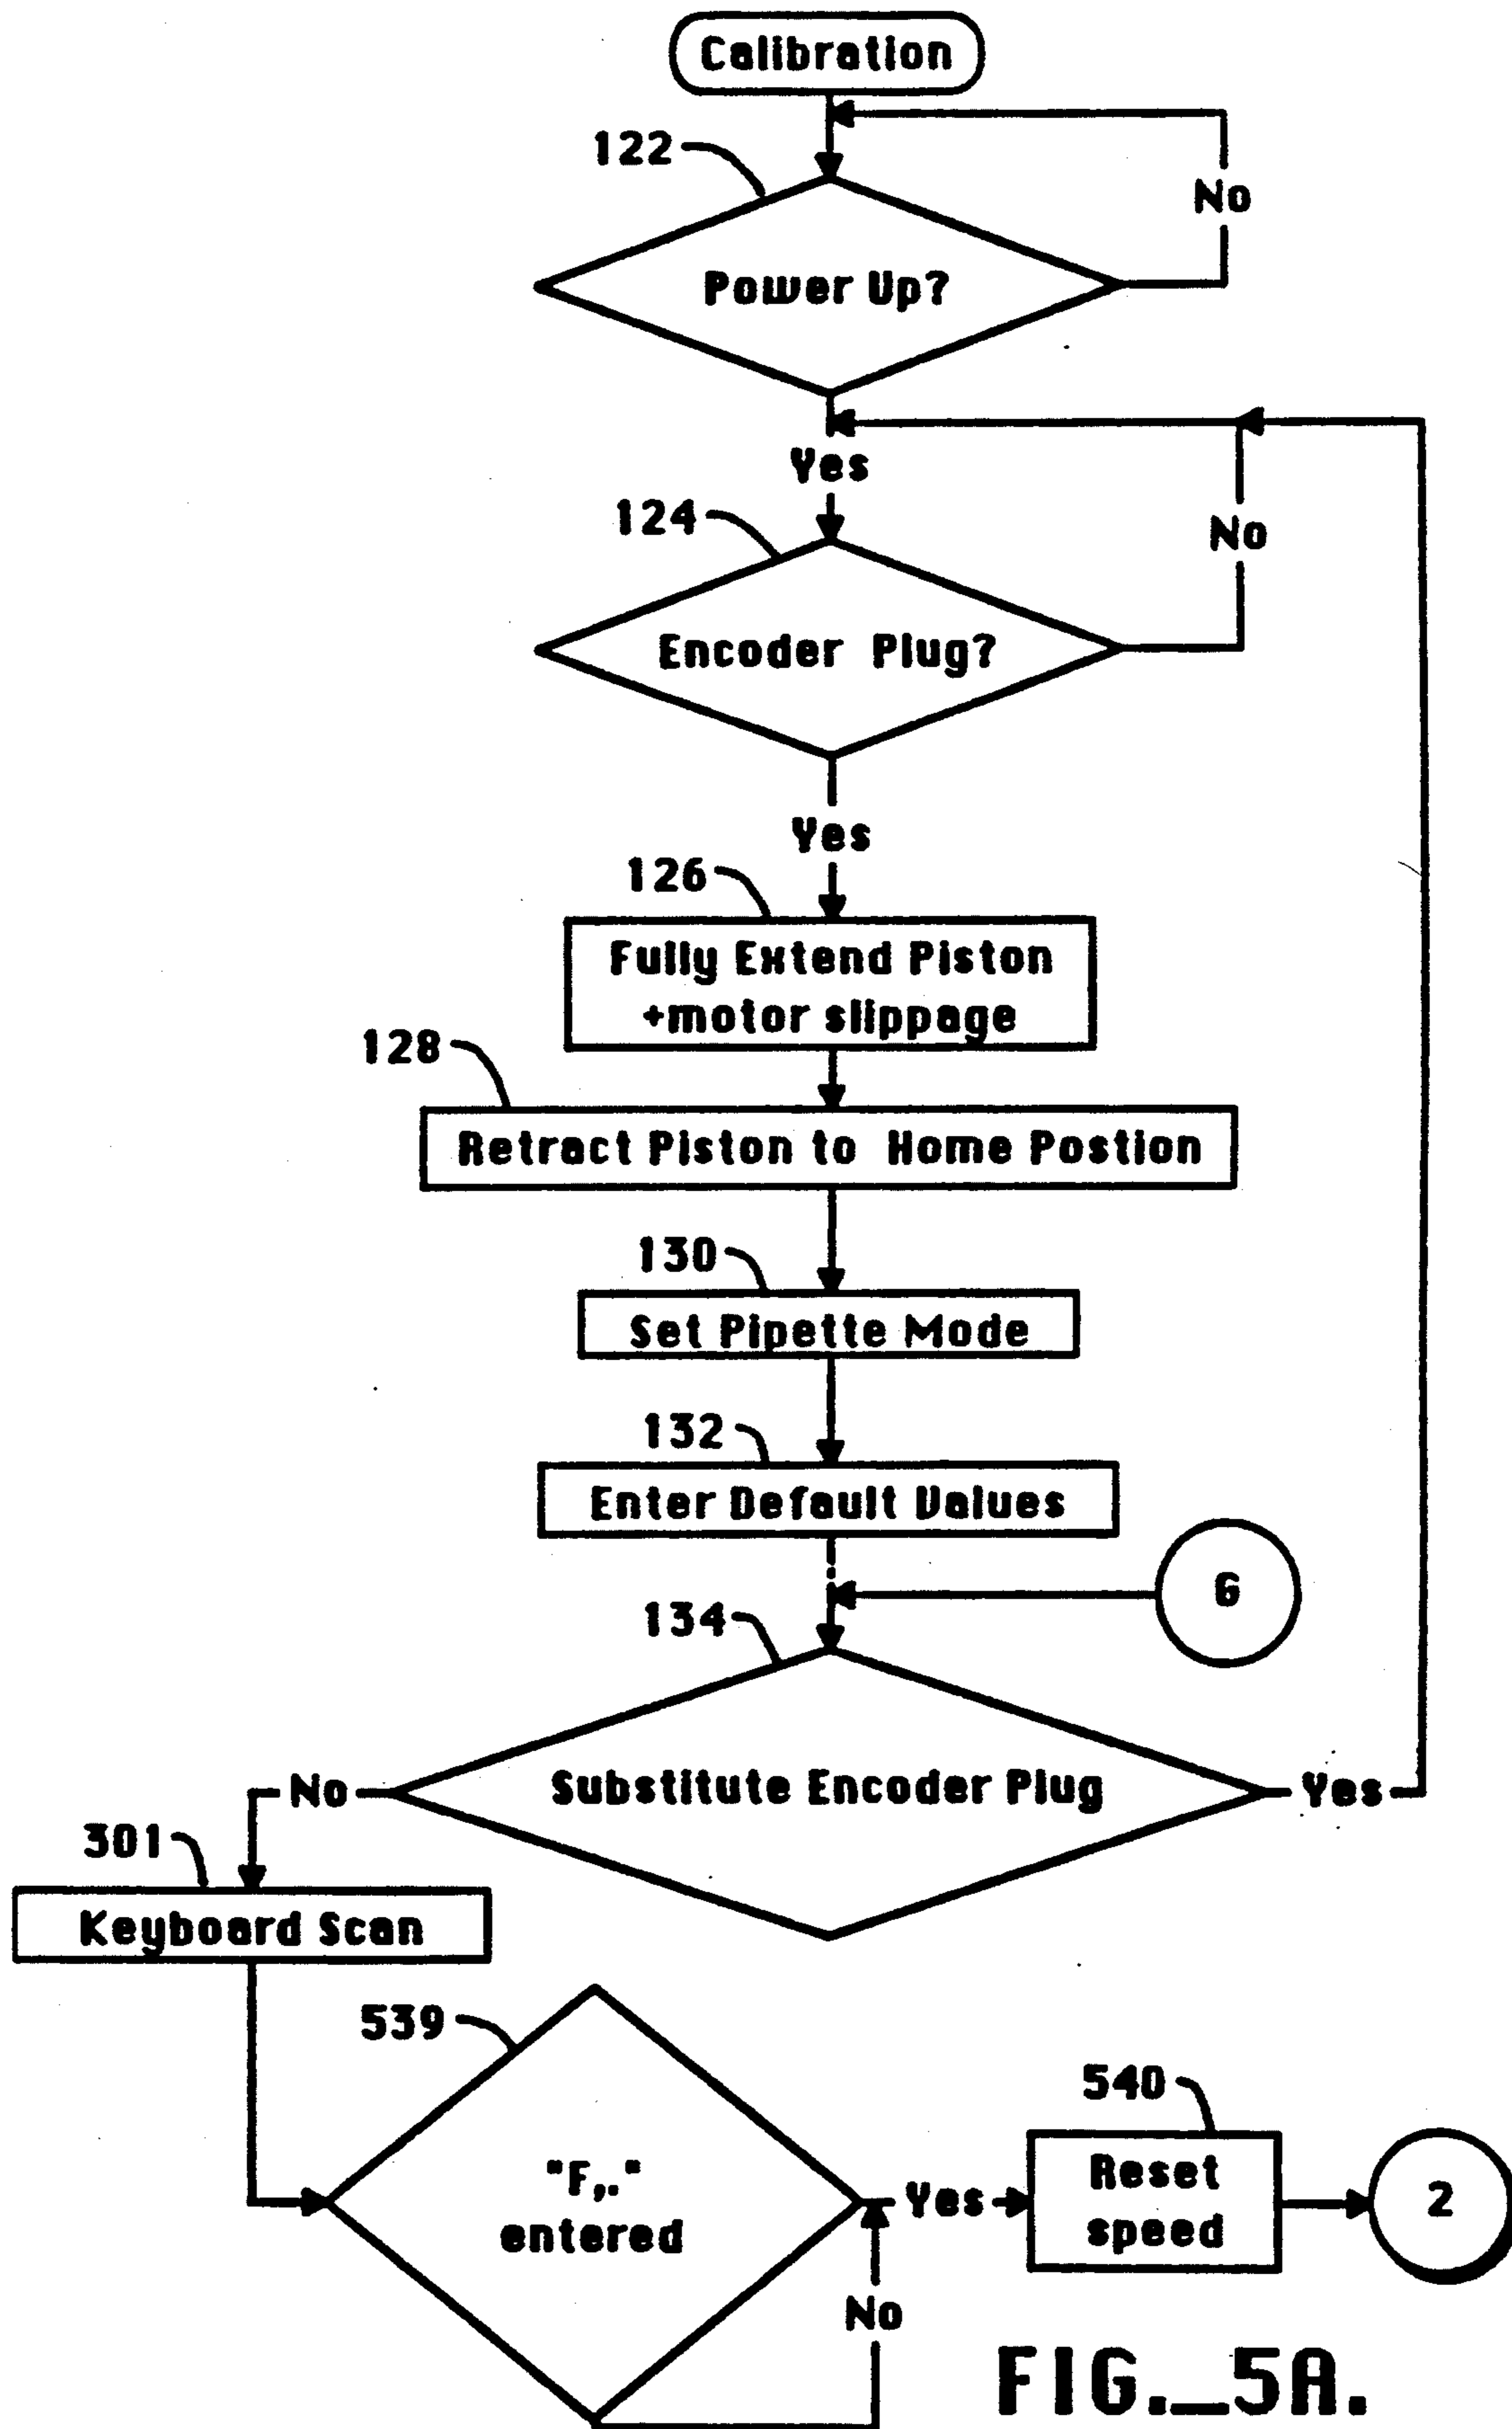 Calibration
122
No
Power Up?
Yes
124
No
Encoder Plug?
Yes
126
Fully Extend Piston
+motor slippage
128
Retract Piston to Home Postion
130
Set Pipette Mode
132
Enter Default Values
G
134
Substitute Encoder Plug
No
Yes
301
Keyboard Scan
539
"F,."
entered
Yes
540
Reset
speed
2
No
FIG._5A.